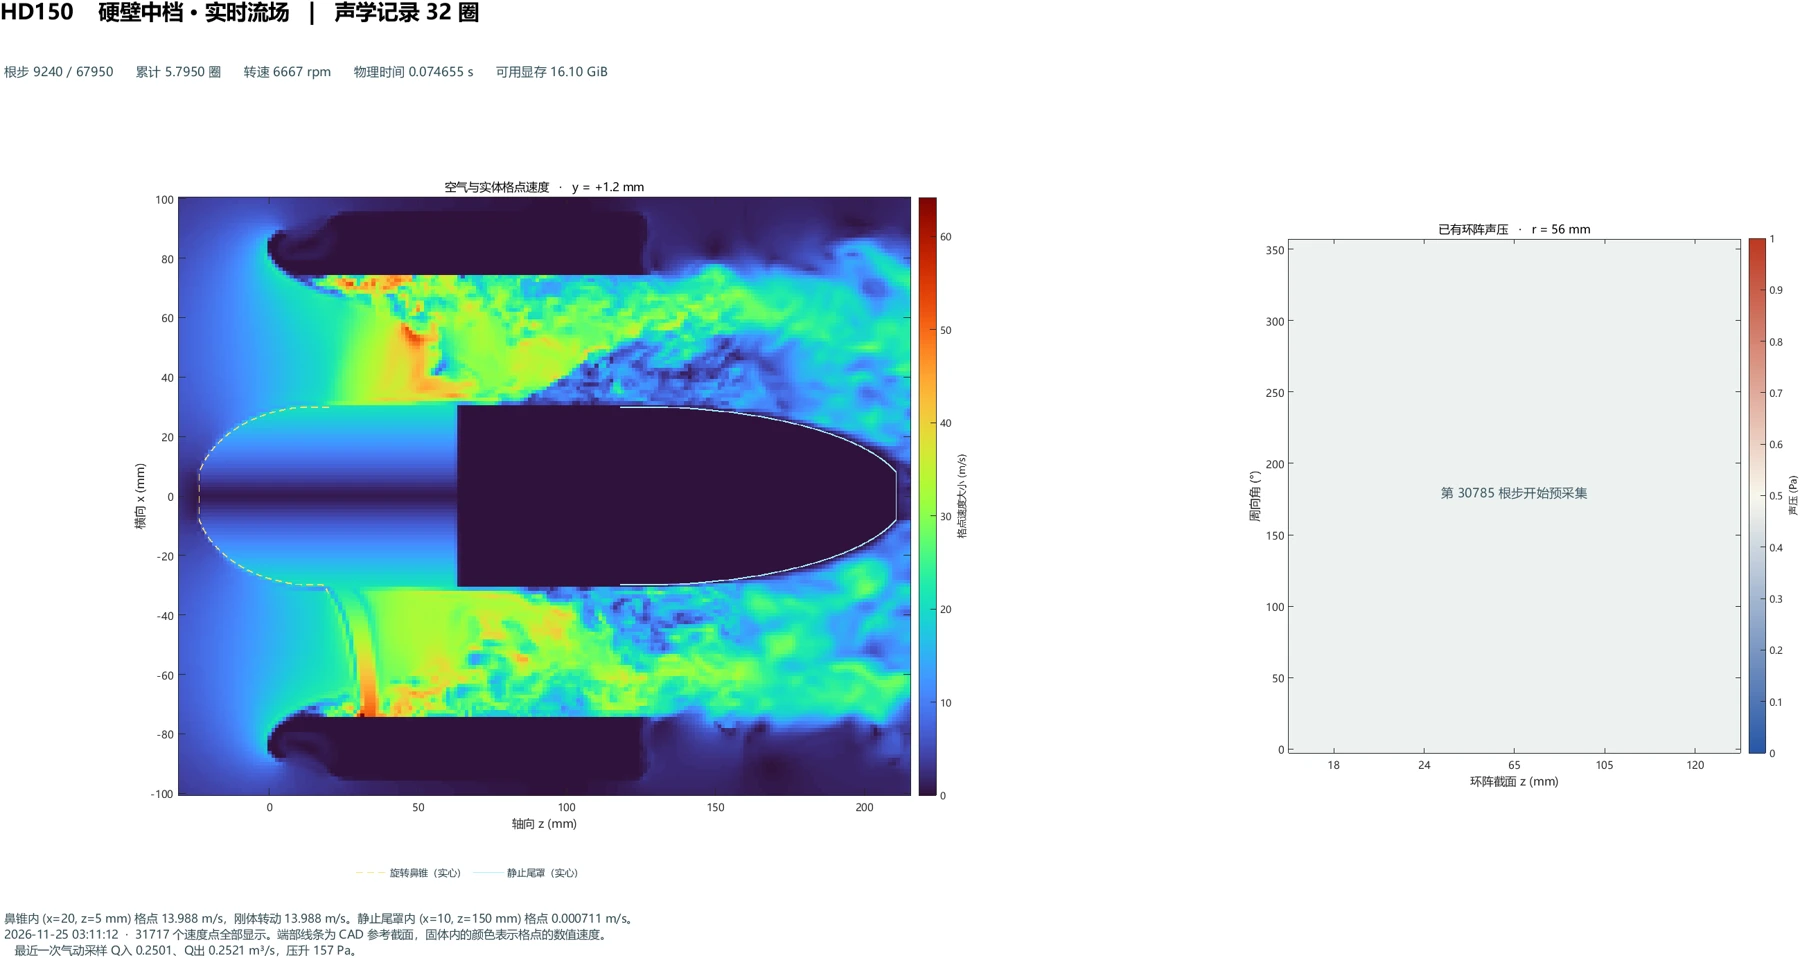 HD150 硬壁中档 • 实时流场 | 声学记录 32 圈
根步 9240 / 67950 累计 5.7950 圈 转速 6667 rpm 物理时间 0.074655 s 可用显存 16.10 GiB
空气与实体格点速度 · y = +1.2 mm
100
80
60
40
20
0
-20
-40
-60
-80
-100
横向 x (mm)
0
50
100
150
200
轴向 z (mm)
60
50
40
30
20
10
0
格点速度大小 (m/s)
旋转鼻锥（实心）
静止尾罩（实心）
已有环阵声压 · r = 56 mm
350
300
250
200
150
100
50
0
周向角 (°)
第 30785 根步开始预采集
18
24
65
105
120
环阵截面 z (mm)
1
0.9
0.8
0.7
0.6
0.5
0.4
0.3
0.2
0.1
0
声压 (Pa)
鼻锥内 (x=20, z=5 mm) 格点 13.988 m/s，刚体转动 13.988 m/s。静止尾罩内 (x=10, z=150 mm) 格点 0.000711 m/s。
2026-11-25 03:11:12 · 31717 个速度点全部显示。端部线条为 CAD 参考截面，固体内的颜色表示格点的数值速度。
最近一次气动采样 Q入 0.2501、Q出 0.2521 m³/s，压升 157 Pa。